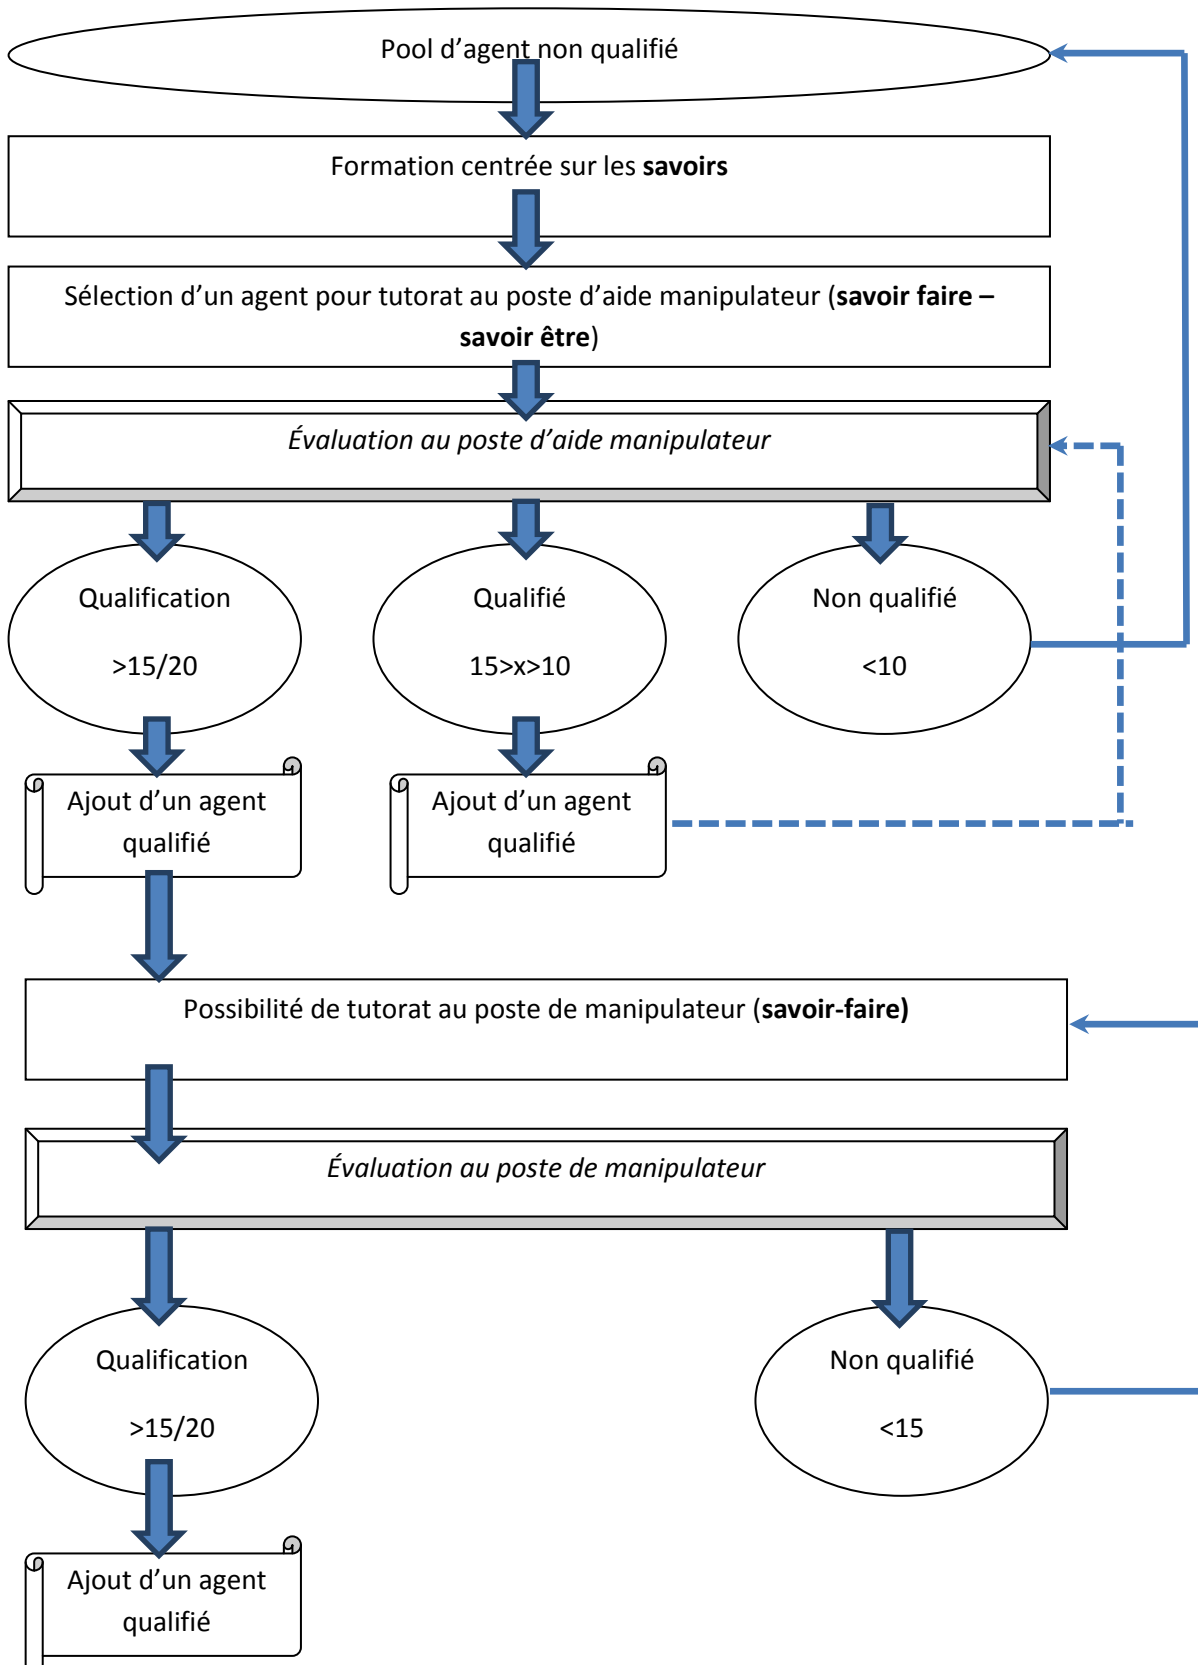 Pool d’agent non qualifié
Formation centrée sur les savoirs
Sélection d’un agent pour tutorat au poste d’aide manipulateur (savoir faire –
savoir être)
Évaluation au poste d’aide manipulateur
Qualification
>15/20
Qualifié
15>x>10
Non qualifié
<10
Ajout d’un agent
qualifié
Ajout d’un agent
qualifié
Possibilité de tutorat au poste de manipulateur (savoir-faire)
Évaluation au poste de manipulateur
Qualification
>15/20
Non qualifié
<15
Ajout d’un agent
qualifié